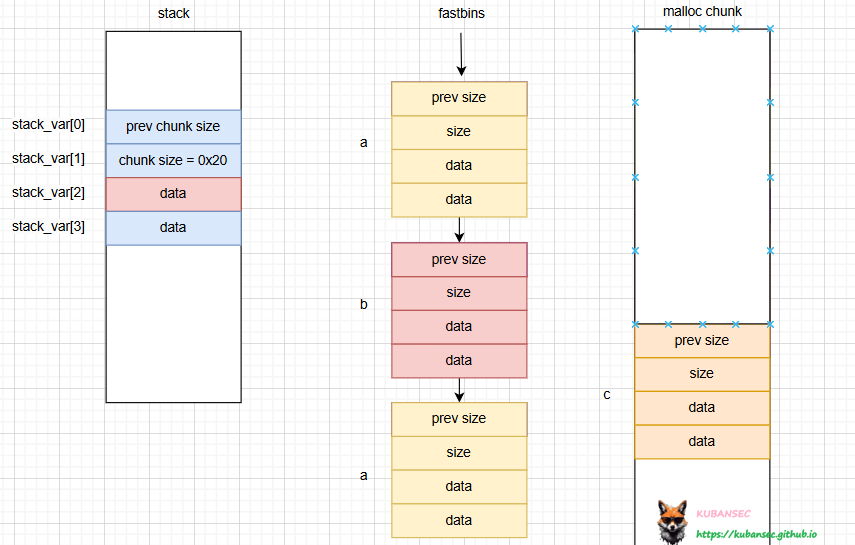 stack
stack_var[0]
prev chunk size
stack_var[1]
chunk size = 0x20
stack_var[2]
data
stack_var[3]
data
fastbins
a
prev size
size
data
data
b
prev size
size
data
data
a
prev size
size
data
data
malloc chunk
c
prev size
size
data
data
KUBANSEC
https://kubansec.github.io